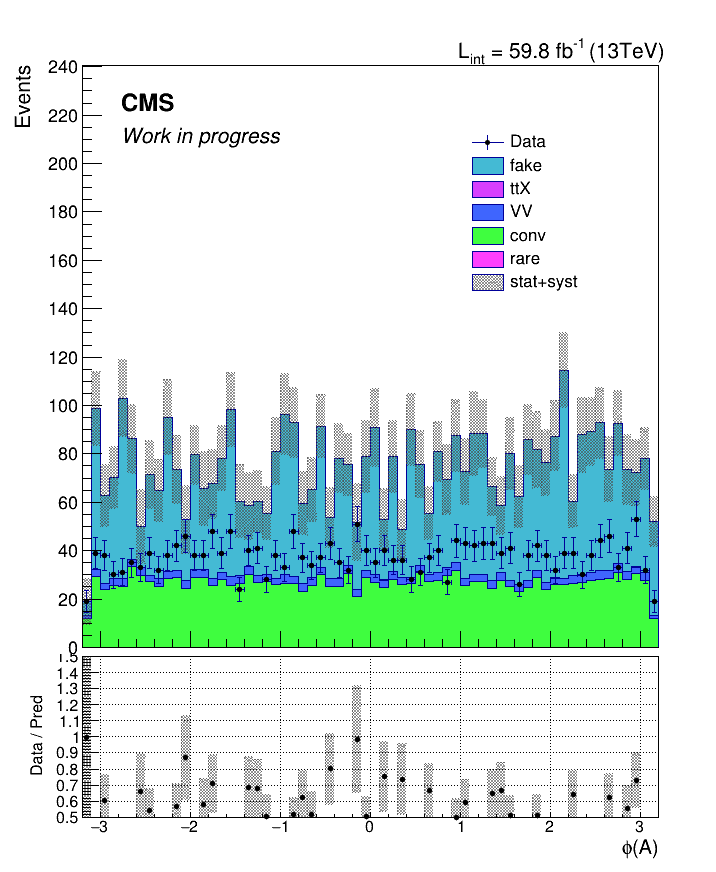 L_int = 59.8 fb^-1 (13TeV)
Events
240
220
200
180
160
140
120
100
80
60
40
20
0
CMS
Work in progress
Data
fake
ttX
VV
conv
rare
stat+syst
Data / Pred
1.5
1.4
1.3
1.2
1.1
1
0.9
0.8
0.7
0.6
0.5
−3 −2 −1 0 1 2 3
ϕ(A)